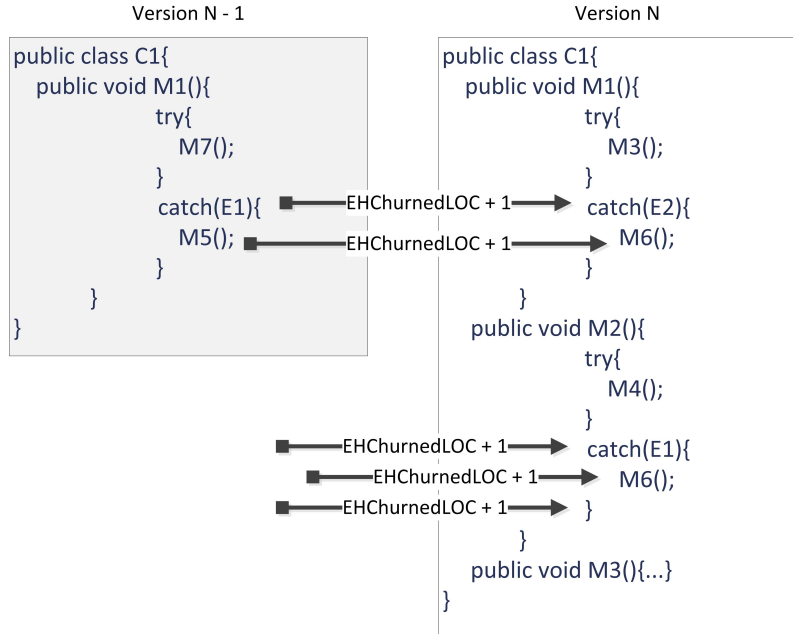 Version N - 1
public class C1{
public void M1(){
try{
M7();
}
catch(E1){
M5();
}
}
}
Version N
public class C1{
public void M1(){
try{
M3();
}
catch(E2){
M6();
}
}
public void M2(){
try{
M4();
}
catch(E1){
M6();
}
}
public void M3(){...}
}
EHChurnedLOC + 1
EHChurnedLOC + 1
EHChurnedLOC + 1
EHChurnedLOC + 1
EHChurnedLOC + 1